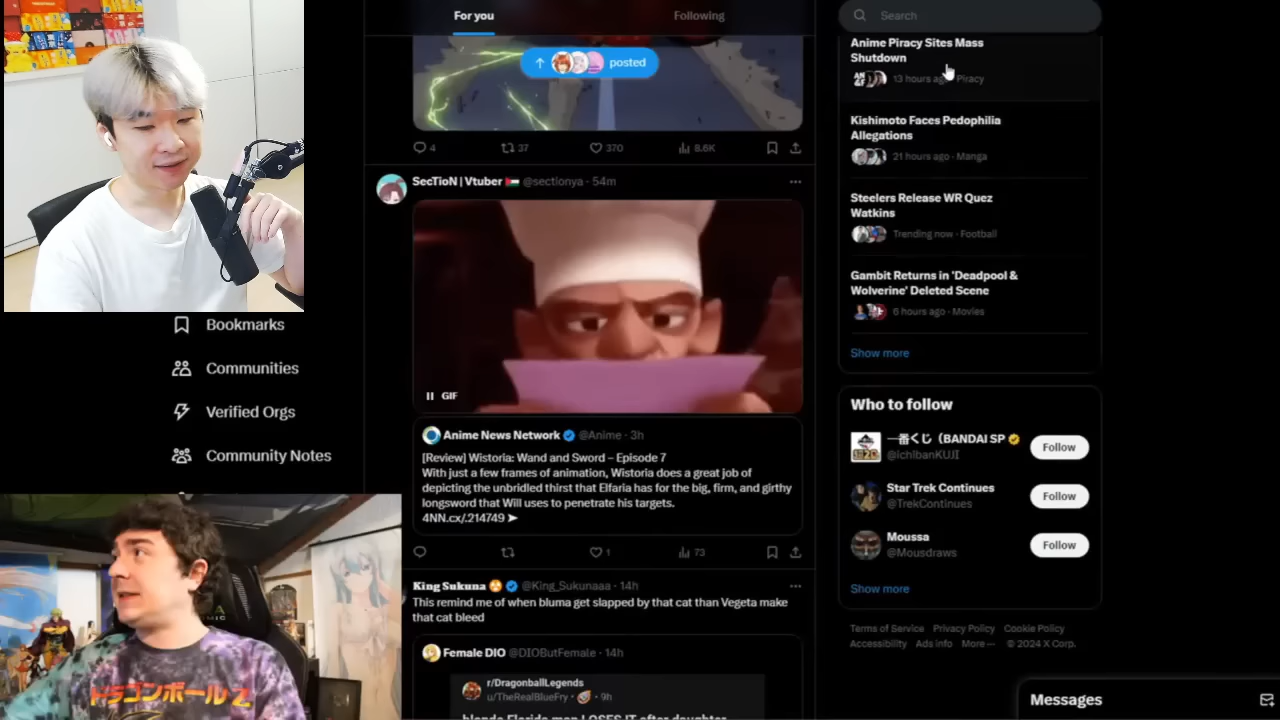 For you
Following
Search
posted
Anime Piracy Sites Mass
Shutdown
13 hours ago · Piracy
4
37
370
8.6K
Kishimoto Faces Pedophilia
Allegations
21 hours ago · Manga
SecTioN | Vtuber 🇵🇸 @sectionya · 54m
Steelers Release WR Quez
Watkins
Trending now · Football
Gambit Returns in 'Deadpool &
Wolverine' Deleted Scene
6 hours ago · Movies
Show more
GIF
Bookmarks
Communities
Verified Orgs
Community Notes
Anime News Network @Anime · 3h
[Review] Wistoria: Wand and Sword – Episode 7
With just a few frames of animation, Wistoria does a great job of
depicting the unbridled thirst that Elfaria has for the big, firm, and girthy
longsword that Will uses to penetrate his targets.
4NN.cx/.214749 ➤
1
73
Who to follow
一番くじ（BANDAI SP
@IchibanKUJI
Follow
Star Trek Continues
@TrekContinues
Follow
Moussa
@Mousdraws
Follow
Show more
King Sukuna @King_Sukunaaa · 14h
This remind me of when bluma get slapped by that cat than Vegeta make
that cat bleed
Female DIO @DIOButFemale · 14h
r/DragonballLegends
u/TheRealBlueFry · 9h
blonde Florida man LOSES IT after daughter
Terms of Service Privacy Policy Cookie Policy
Accessibility Ads info More ··· © 2024 X Corp.
Messages
ドラゴンボール Z